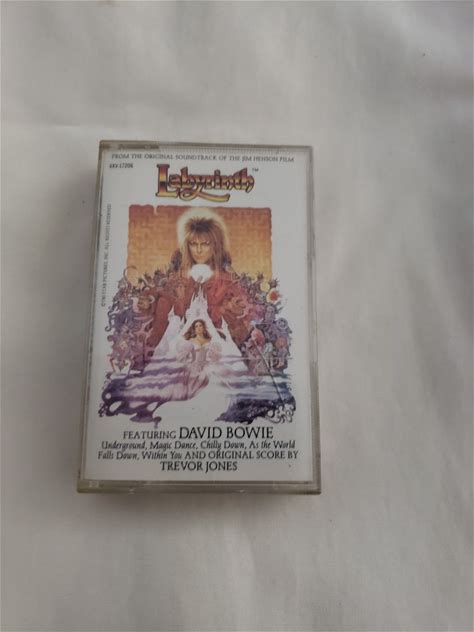 FROM THE ORIGINAL SOUNDTRACK OF THE JIM HENSON FILM
Labyrinth™
FEATURING DAVID BOWIE
Underground, Magic Dance, Chilly Down, As the World
Falls Down, Within You AND ORIGINAL SCORE BY
TREVOR JONES